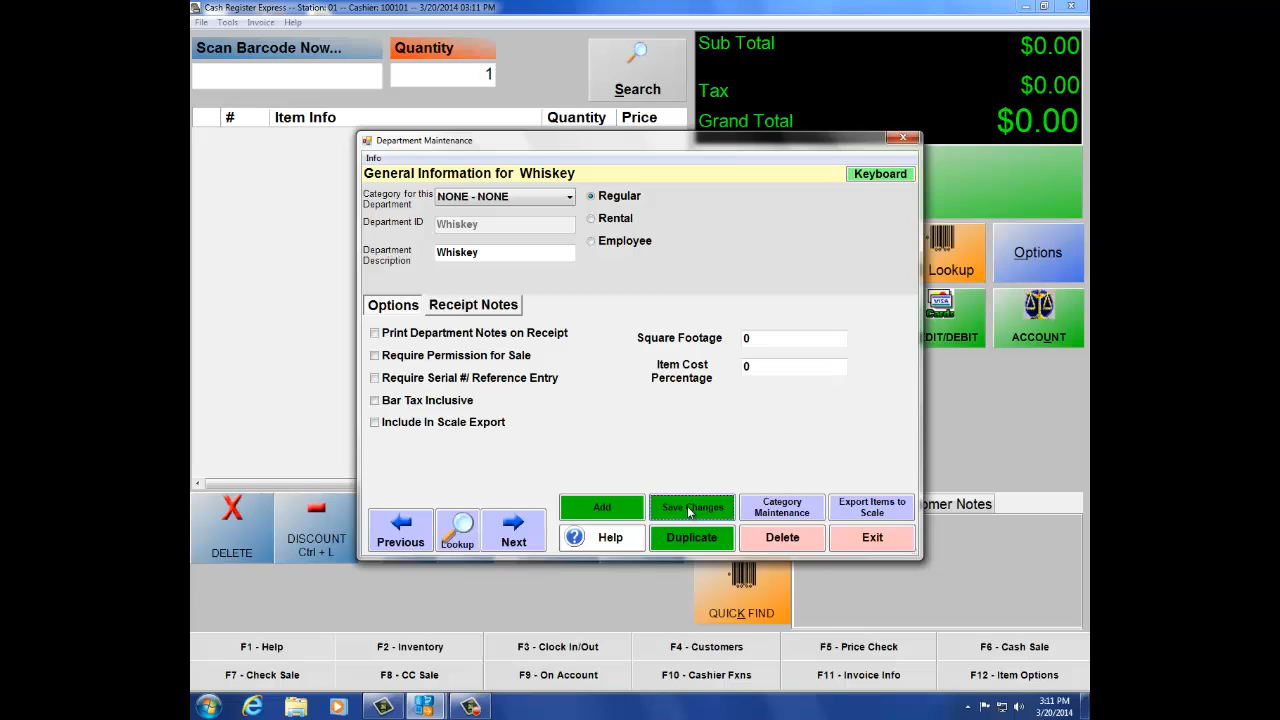 Cash Register Express -- Station: 01 -- Cashier: 100101 -- 3/20/2014 03:11 PM
File Tools Invoice Help
Scan Barcode Now...
Quantity
1
Search
Sub Total $0.00
Tax $0.00
Grand Total $0.00
# Item Info Quantity Price
Department Maintenance
Info
General Information for Whiskey
Keyboard
Category for this
Department
NONE - NONE
Department ID
Whiskey
Department
Description
Whiskey
Regular
Rental
Employee
Options
Receipt Notes
Print Department Notes on Receipt
Require Permission for Sale
Require Serial #/ Reference Entry
Bar Tax Inclusive
Include In Scale Export
Square Footage
0
Item Cost
Percentage
0
Previous
Lookup
Next
Add
Save Changes
Category
Maintenance
Export Items to
Scale
Help
Duplicate
Delete
Exit
Lookup
Options
Cards
VISA
EDIT/DEBIT
ACCOUNT
DELETE
DISCOUNT
Ctrl + L
omer Notes
QUICK FIND
F1 - Help
F2 - Inventory
F3 - Clock In/Out
F4 - Customers
F5 - Price Check
F6 - Cash Sale
F7 - Check Sale
F8 - CC Sale
F9 - On Account
F10 - Cashier Fxns
F11 - Invoice Info
F12 - Item Options
3:11 PM
3/20/2014